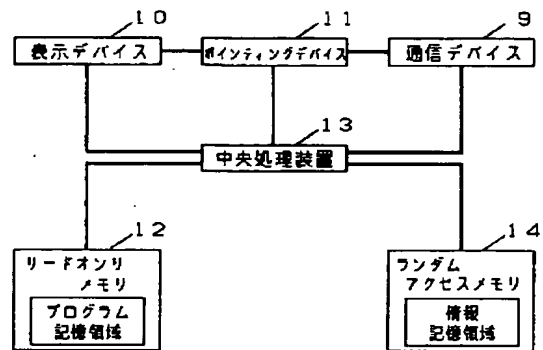 10
11
9
表示デバイス
ポインティングデバイス
通信デバイス
13
中央処理装置
12
14
リードオンリ
メモリ
プログラム
記憶領域
ランダム
アクセスメモリ
情報
記憶領域